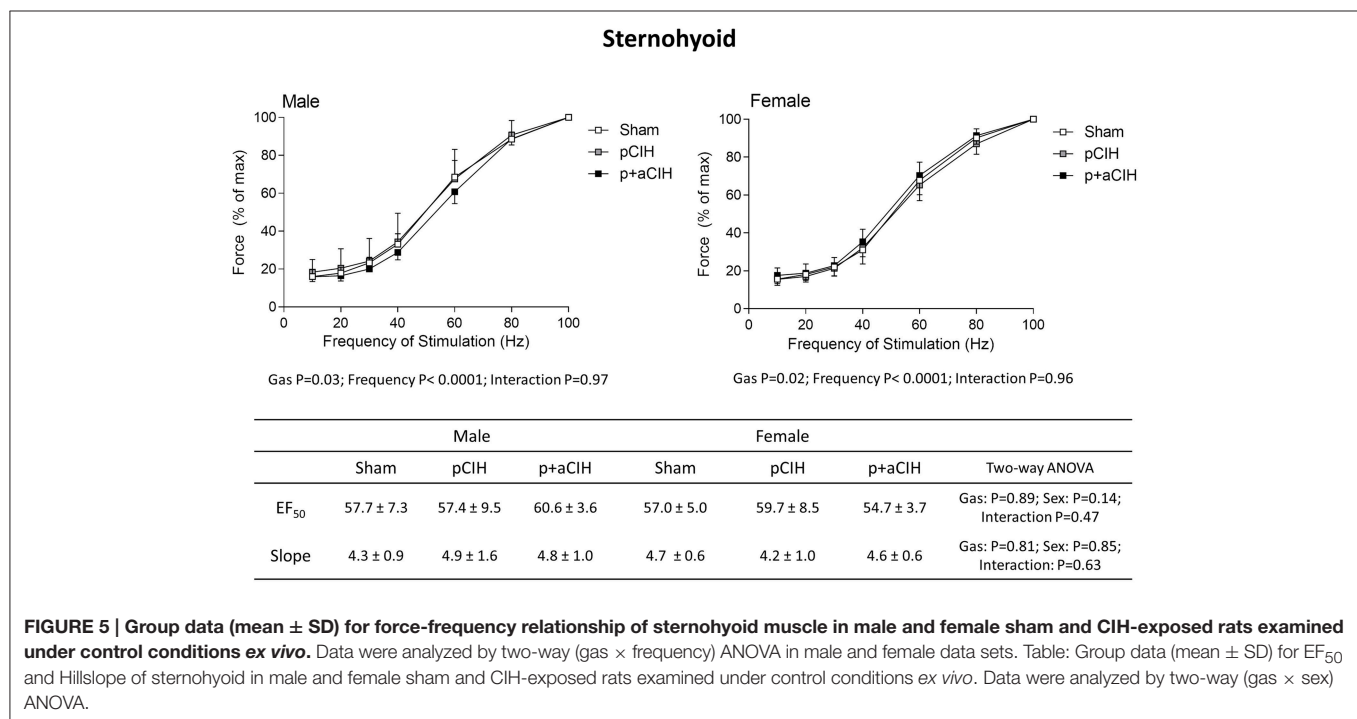 Sternohyoid
Male
Force (% of max)
100
80
60
40
20
0
0 20 40 60 80 100
Frequency of Stimulation (Hz)
Sham
pCIH
p+aCIH
Gas P=0.03; Frequency P< 0.0001; Interaction P=0.97
Female
Force (% of max)
100
80
60
40
20
0
0 20 40 60 80 100
Frequency of Stimulation (Hz)
Sham
pCIH
p+aCIH
Gas P=0.02; Frequency P< 0.0001; Interaction P=0.96
Male Female
Sham pCIH p+aCIH Sham pCIH p+aCIH Two-way ANOVA
EF50 57.7 ± 7.3 57.4 ± 9.5 60.6 ± 3.6 57.0 ± 5.0 59.7 ± 8.5 54.7 ± 3.7 Gas: P=0.89; Sex: P=0.14;
Interaction P=0.47
Slope 4.3 ± 0.9 4.9 ± 1.6 4.8 ± 1.0 4.7 ± 0.6 4.2 ± 1.0 4.6 ± 0.6 Gas: P=0.81; Sex: P=0.85;
Interaction: P=0.63
FIGURE 5 | Group data (mean ± SD) for force-frequency relationship of sternohyoid muscle in male and female sham and CIH-exposed rats examined
under control conditions ex vivo. Data were analyzed by two-way (gas × frequency) ANOVA in male and female data sets. Table: Group data (mean ± SD) for EF50
and Hillslope of sternohyoid in male and female sham and CIH-exposed rats examined under control conditions ex vivo. Data were analyzed by two-way (gas × sex)
ANOVA.